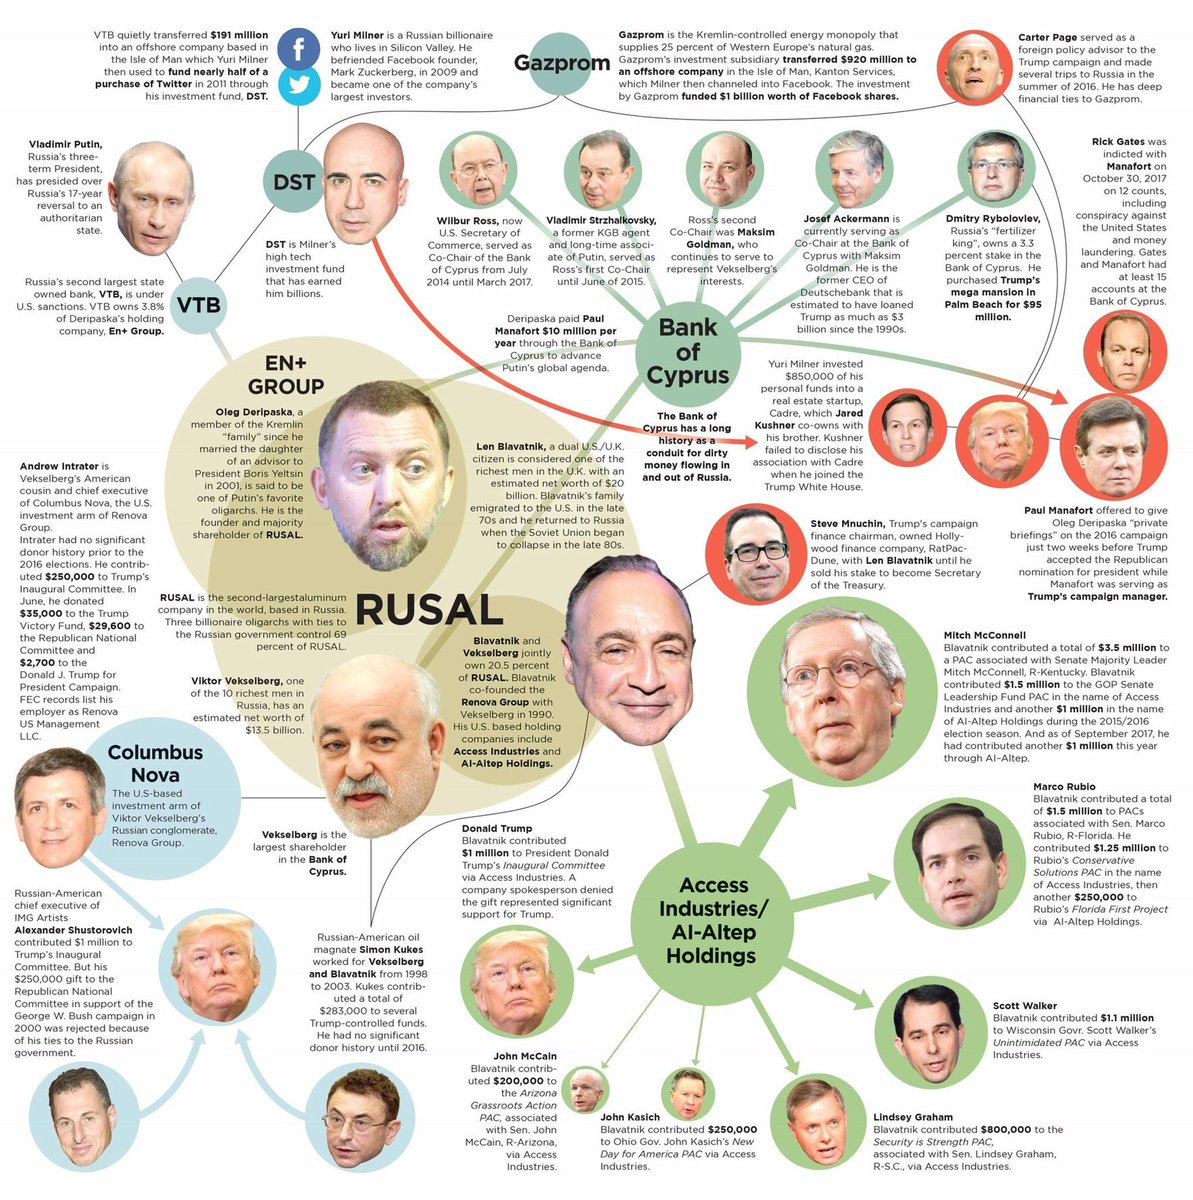 VTB quietly transferred $191 million
into an offshore company based in
the Isle of Man which Yuri Milner
then used to fund nearly half of a
purchase of Twitter in 2011 through
his investment fund, DST.
f
Yuri Milner is a Russian billionaire
who lives in Silicon Valley. He
befriended Facebook founder,
Mark Zuckerberg, in 2009 and
became one of the company's
largest investors.
Gazprom
Gazprom is the Kremlin-controlled energy monopoly that
supplies 25 percent of Western Europe's natural gas.
Gazprom's investment subsidiary transferred $920 million to
an offshore company in the Isle of Man, Kanton Services,
which Milner then channeled into Facebook. The investment
by Gazprom funded $1 billion worth of Facebook shares.
Carter Page served as a
foreign policy advisor to the
Trump campaign and made
several trips to Russia in the
summer of 2016. He has deep
financial ties to Gazprom.
Vladimir Putin,
Russia's three-
term President,
has presided over
Russia's 17-year
reversal to an
authoritarian
state.
DST
DST is Milner's
high tech
investment fund
that has earned
him billions.
Wilbur Ross, now
U.S. Secretary of
Commerce, served as
Co-Chair of the Bank
of Cyprus from July
2014 until March 2017.
Vladimir Strzhalkovsky,
a former KGB agent
and long-time associ-
ate of Putin, served as
Ross's first Co-Chair
until June of 2015.
Ross's second
Co-Chair was Maksim
Goldman, who
continues to serve to
represent Vekselberg's
interests.
Josef Ackermann is
currently serving as
Co-Chair at the Bank of
Cyprus with Maksim
Goldman. He is the
former CEO of
Deutschebank that is
estimated to have loaned
Trump as much as $3
billion since the 1990s.
Dmitry Rybolovlev,
Russia's "fertilizer
king", owns a 3.3
percent stake in the
Bank of Cyprus. He
purchased Trump's
mega mansion in
Palm Beach for $95
million.
Rick Gates was
indicted with
Manafort on
October 30, 2017
on 12 counts,
including
conspiracy against
the United States
and money
laundering. Gates
and Manafort had
at least 15
accounts at the
Bank of Cyprus.
Russia's second largest state
owned bank, VTB, is under
U.S. sanctions. VTB owns 3.8%
of Deripaska's holding
company, En+ Group.
VTB
Deripaska paid Paul
Manafort $10 million per
year through the Bank of
Cyprus to advance
Putin's global agenda.
Bank
of
Cyprus
The Bank of
Cyprus has a long
history as a
conduit for dirty
money flowing in
and out of Russia.
Yuri Milner invested
$850,000 of his
personal funds into a
real estate startup,
Cadre, which Jared
Kushner co-owns with
his brother. Kushner
failed to disclose his
association with Cadre
when he joined the
Trump White House.
EN+
GROUP
Oleg Deripaska, a
member of the Kremlin
"family" since he
married the daughter
of an advisor to
President Boris Yeltsin
in 2001, is said to be
one of Putin's favorite
oligarchs. He is the
founder and majority
shareholder of RUSAL.
Len Blavatnik, a dual U.S./U.K.
citizen is considered one of the
richest men in the U.K. with an
estimated net worth of $20
billion. Blavatnik's family
emigrated to the U.S. in the late
70s and he returned to Russia
when the Soviet Union began
to collapse in the late 80s.
Paul Manafort offered to give
Oleg Deripaska "private
briefings" on the 2016 campaign
just two weeks before Trump
accepted the Republican
nomination for president while
Manafort was serving as
Trump's campaign manager.
Andrew Intrater is
Vekselberg's American
cousin and chief executive
of Columbus Nova, the U.S.
investment arm of Renova
Group.
Intrater had no significant
donor history prior to the
2016 elections. He contrib-
uted $250,000 to Trump's
Inaugural Committee. In
June, he donated
$35,000 to the Trump
Victory Fund, $29,600 to
the Republican National
Committee and
$2,700 to the
Donald J. Trump for
President Campaign.
FEC records list his
employer as Renova
US Management
LLC.
Steve Mnuchin, Trump's campaign
finance chairman, owned Holly-
wood finance company, RatPac-
Dune, with Len Blavatnik until he
sold his stake to become Secretary
of the Treasury.
RUSAL is the second-largestaluminum
company in the world, based in Russia.
Three billionaire oligarchs with ties to
the Russian government control 69
percent of RUSAL.
RUSAL
Viktor Vekselberg, one
of the 10 richest men in
Russia, has an
estimated net worth of
$13.5 billion.
Blavatnik and
Vekselberg jointly
own 20.5 percent
of RUSAL. Blavatnik
co-founded the
Renova Group with
Vekselberg in 1990.
His U.S. based holding
companies include
Access Industries and
AI-Altep Holdings.
Mitch McConnell
Blavatnik contributed a total of $3.5 million to
a PAC associated with Senate Majority Leader
Mitch McConnell, R-Kentucky. Blavatnik
contributed $1.5 million to the GOP Senate
Leadership Fund PAC in the name of Access
Industries and another $1 million in the name
of AI-Altep Holdings during the 2015/2016
election season. And as of September 2017, he
had contributed another $1 million this year
through AI–Altep.
Columbus
Nova
The U.S-based
investment arm of
Viktor Vekselberg's
Russian conglomerate,
Renova Group.
Vekselberg is the
largest shareholder
in the Bank of
Cyprus.
Donald Trump
Blavatnik contributed
$1 million to President Donald
Trump's Inaugural Committee
via Access Industries. A
company spokesperson denied
the gift represented significant
support for Trump.
Access
Industries/
AI-Altep
Holdings
Marco Rubio
Blavatnik contributed a total
of $1.5 million to PACs
associated with Sen. Marco
Rubio, R-Florida. He
contributed $1.25 million to
Rubio's Conservative
Solutions PAC in the name
of Access Industries, then
another $250,000 to
Rubio's Florida First Project
via AI-Altep Holdings.
Russian-American
chief executive of
IMG Artists
Alexander Shustorovich
contributed $1 million to
Trump's Inaugural
Committee. But his
$250,000 gift to the
Republican National
Committee in support of the
George W. Bush campaign in
2000 was rejected because
of his ties to the Russian
government.
Russian-American oil
magnate Simon Kukes
worked for Vekselberg
and Blavatnik from 1998
to 2003. Kukes contrib-
uted a total of
$283,000 to several
Trump-controlled funds.
He had no significant
donor history until 2016.
Scott Walker
Blavatnik contributed $1.1 million
to Wisconsin Govr. Scott Walker's
Unintimidated PAC via Access
Industries.
John McCain
Blavatnik contrib-
uted $200,000 to
the Arizona
Grassroots Action
PAC, associated
with Sen. John
McCain, R-Arizona,
via Access
Industries.
John Kasich
Blavatnik contributed $250,000
to Ohio Gov. John Kasich's New
Day for America PAC via Access
Industries.
Lindsey Graham
Blavatnik contributed $800,000 to the
Security is Strength PAC,
associated with Sen. Lindsey Graham,
R-S.C., via Access Industries.